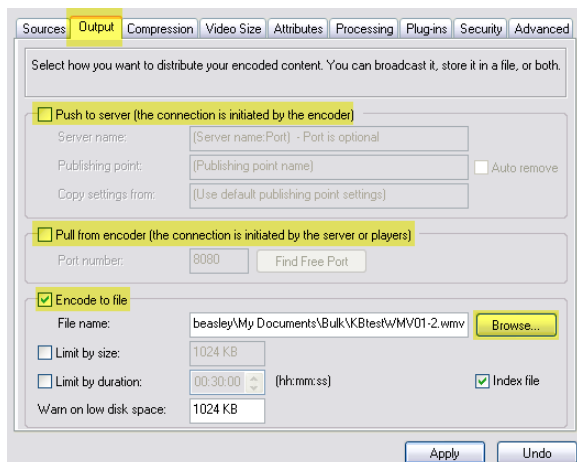 Sources Output Compression Video Size Attributes Processing Plug-ins Security Advanced
Select how you want to distribute your encoded content. You can broadcast it, store it in a file, or both.
Push to server (the connection is initiated by the encoder)
Server name: (Server name:Port) - Port is optional
Publishing point: (Publishing point name) Auto remove
Copy settings from: (Use default publishing point settings)
Pull from encoder (the connection is initiated by the server or players)
Port number: 8080 Find Free Port
Encode to file
File name: beasley\My Documents\Bulk\KBtestWMV01-2.wmv Browse...
Limit by size: 1024 KB
Limit by duration: 00:30:00 (hh:mm:ss) Index file
Warn on low disk space: 1024 KB
Apply Undo